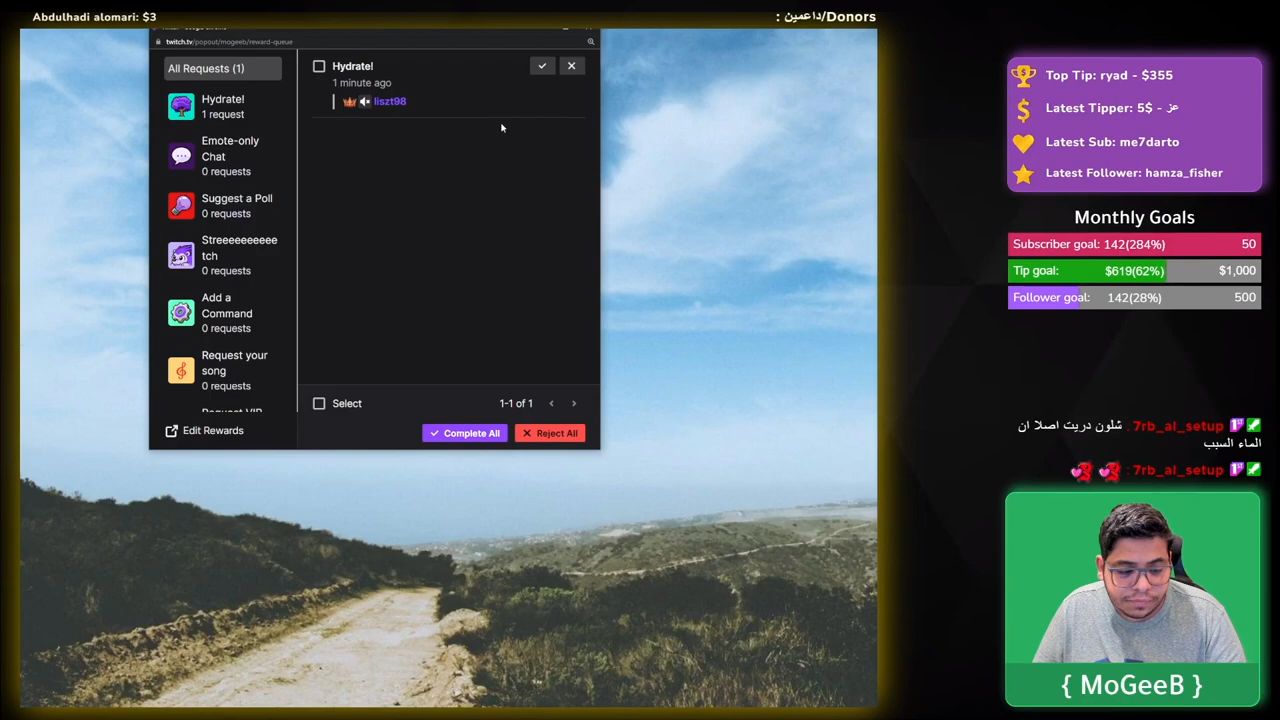 Abdulhadi alomari: $3
داعمين/Donors :
twitch.tv/popout/mogeeb/reward-queue
All Requests (1)
Hydrate!
1 request
Emote-only
Chat
0 requests
Suggest a Poll
0 requests
Streeeeeeeeee
tch
0 requests
Add a
Command
0 requests
Request your
song
0 requests
Edit Rewards
Hydrate!
1 minute ago
liszt98
Select
1-1 of 1
Complete All
Reject All
Top Tip: ryad - $355
Latest Tipper: 5$ - عز
Latest Sub: me7darto
Latest Follower: hamza_fisher
Monthly Goals
Subscriber goal: 142(284%) 50
Tip goal: $619(62%) $1,000
Follower goal: 142(28%) 500
7rb_al_setup : شلون دريت اصلا ان
الماء السبب
7rb_al_setup :
{ MoGeeB }